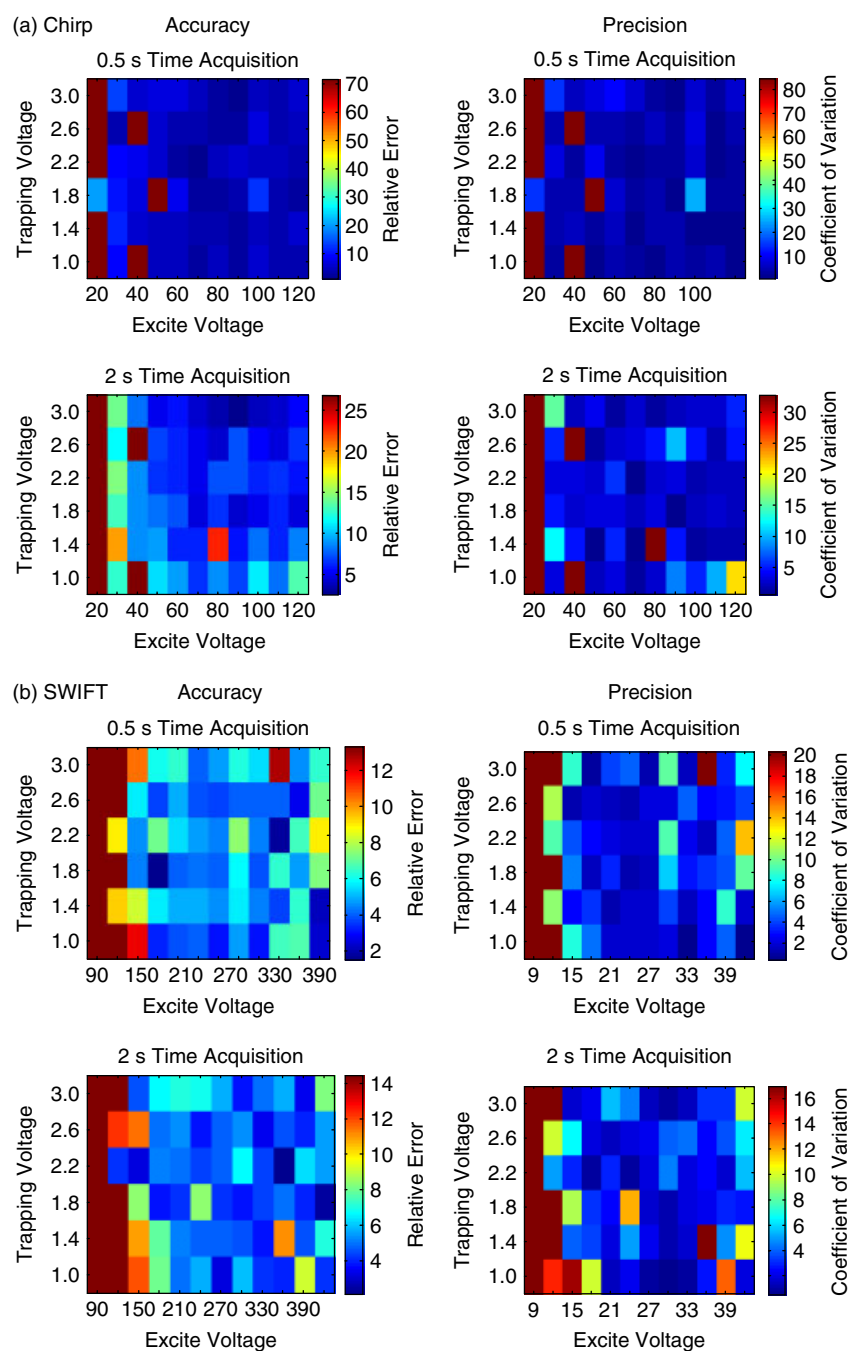 (a) Chirp
Accuracy
Precision
0.5 s Time Acquisition
Trapping Voltage
3.0
2.6
2.2
1.8
1.4
1.0
20 40 60 80 100 120
Excite Voltage
70
60
50
40
30
20
10
Relative Error
0.5 s Time Acquisition
Trapping Voltage
3.0
2.6
2.2
1.8
1.4
1.0
20 40 60 80 100
Excite Voltage
80
70
60
50
40
30
20
10
0
Coefficient of Variation
2 s Time Acquisition
Trapping Voltage
3.0
2.6
2.2
1.8
1.4
1.0
20 40 60 80 100 120
Excite Voltage
25
20
15
10
5
Relative Error
2 s Time Acquisition
Trapping Voltage
3.0
2.6
2.2
1.8
1.4
1.0
20 40 60 80 100 120
Excite Voltage
30
25
20
15
10
5
Coefficient of Variation
(b) SWIFT
Accuracy
Precision
0.5 s Time Acquisition
Trapping Voltage
3.0
2.6
2.2
1.8
1.4
1.0
90 150 210 270 330 390
Excite Voltage
12
10
8
6
4
2
Relative Error
0.5 s Time Acquisition
Trapping Voltage
3.0
2.6
2.2
1.8
1.4
1.0
9 15 21 27 33 39
Excite Voltage
20
18
16
14
12
10
8
6
4
2
Coefficient of Variation
2 s Time Acquisition
Trapping Voltage
3.0
2.6
2.2
1.8
1.4
1.0
90 150 210 270 330 390
Excite Voltage
14
12
10
8
6
4
Relative Error
2 s Time Acquisition
Trapping Voltage
3.0
2.6
2.2
1.8
1.4
1.0
9 15 21 27 33 39
Excite Voltage
16
14
12
10
8
6
4
Coefficient of Variation